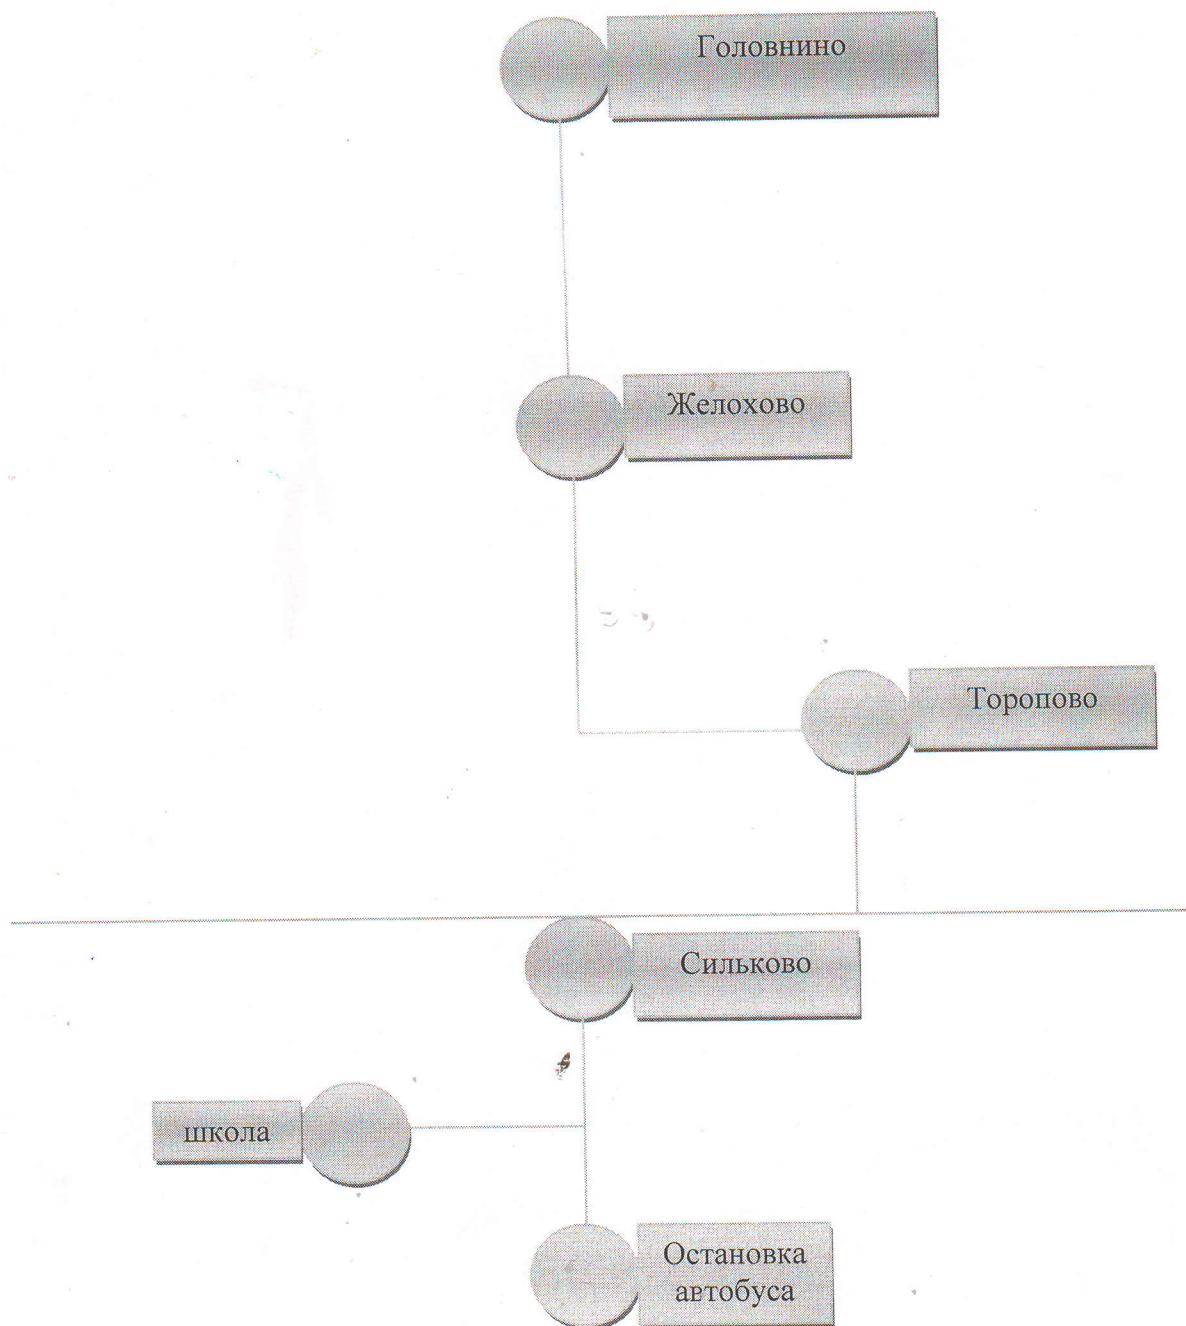 Головнино
Желохово
Торопово
Сильково
школа
Остановка
автобуса